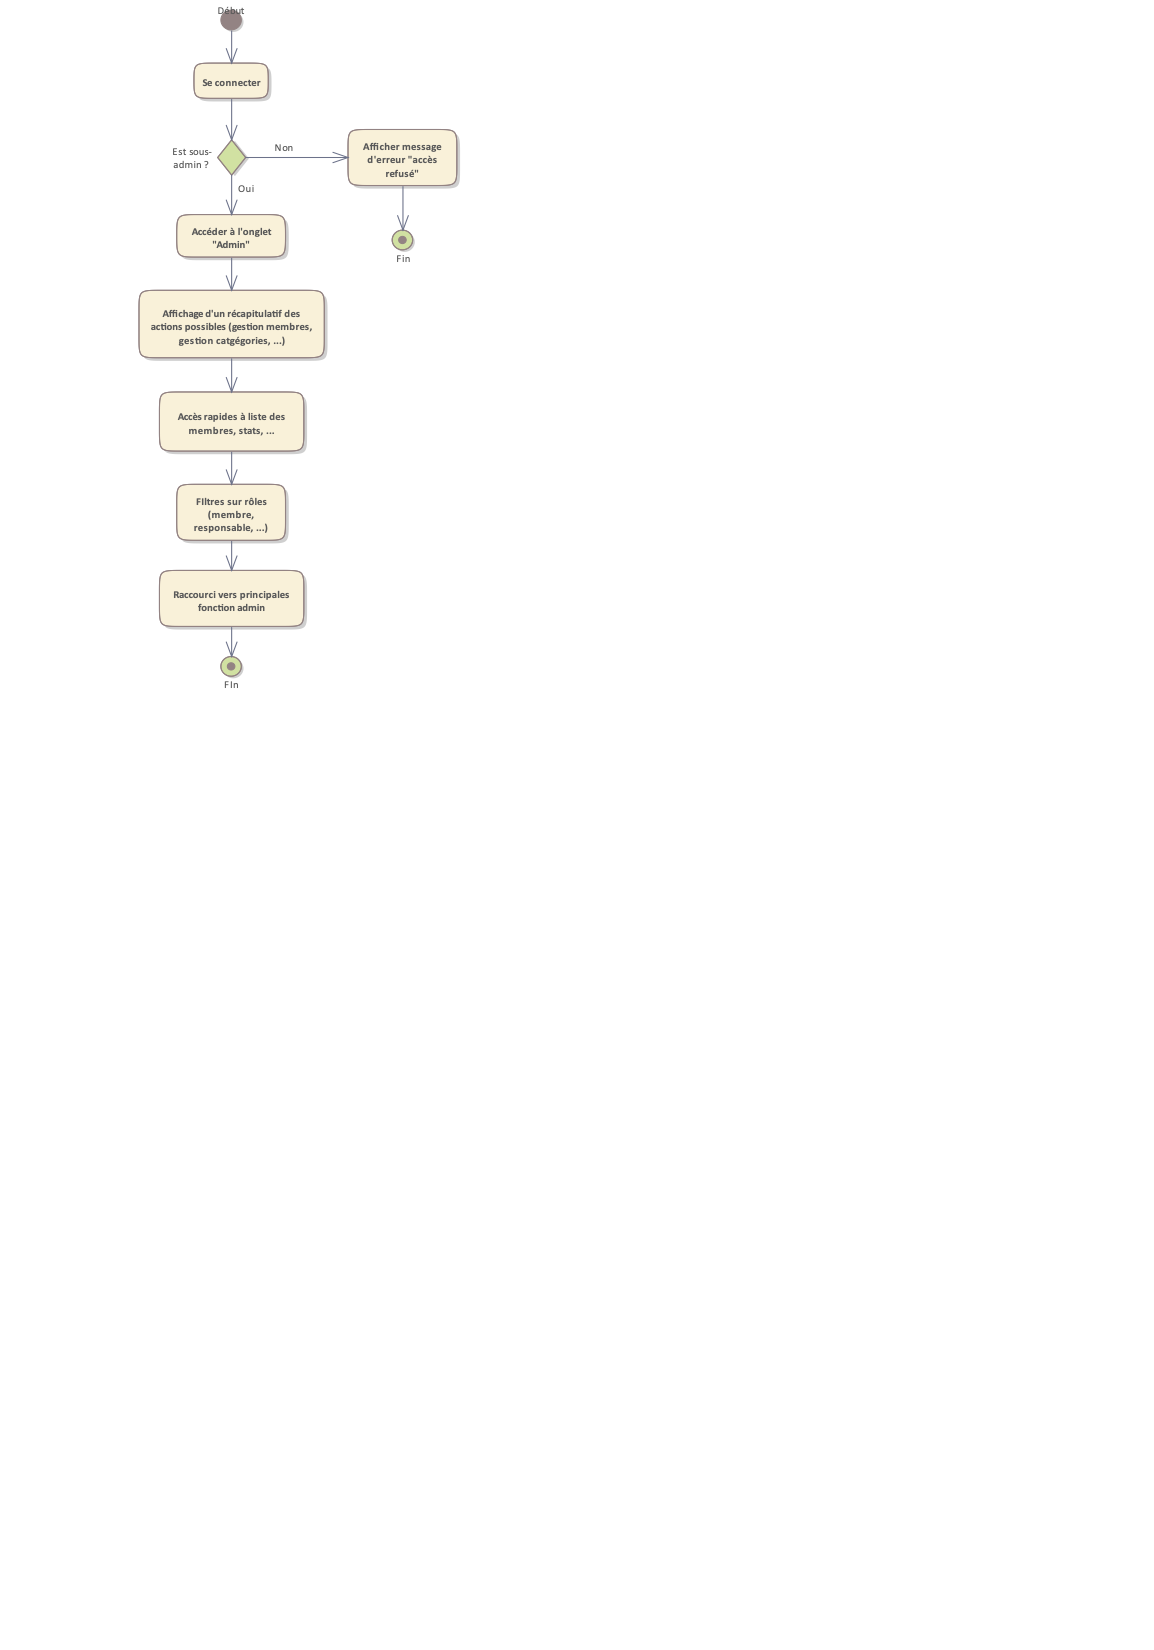 Début
Se connecter
Est sous-
admin ?
Non
Afficher message
d'erreur "accès
refusé"
Fin
Oui
Accéder à l'onglet
"Admin"
Affichage d'un récapitulatif des
actions possibles (gestion membres,
gestion catgégories, ...)
Accès rapides à liste des
membres, stats, ...
FIltres sur rôles
(membre,
responsable, ...)
Raccourci vers principales
fonction admin
FIn